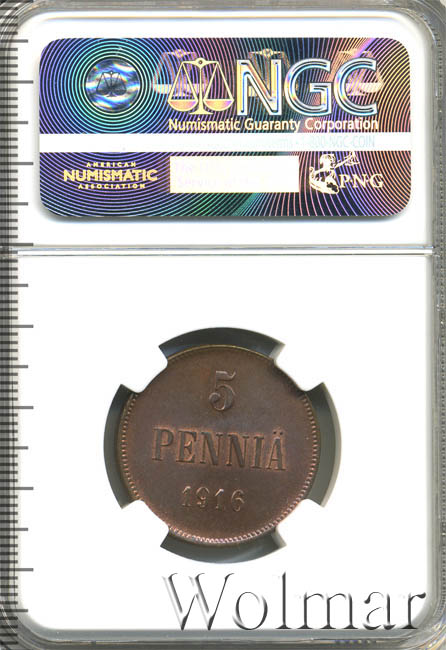 NGC
Numismatic Guaranty Corporation
AMERICAN
NUMISMATIC
ASSOCIATION
PNG
5
PENNIÄ
1916
Wolmar